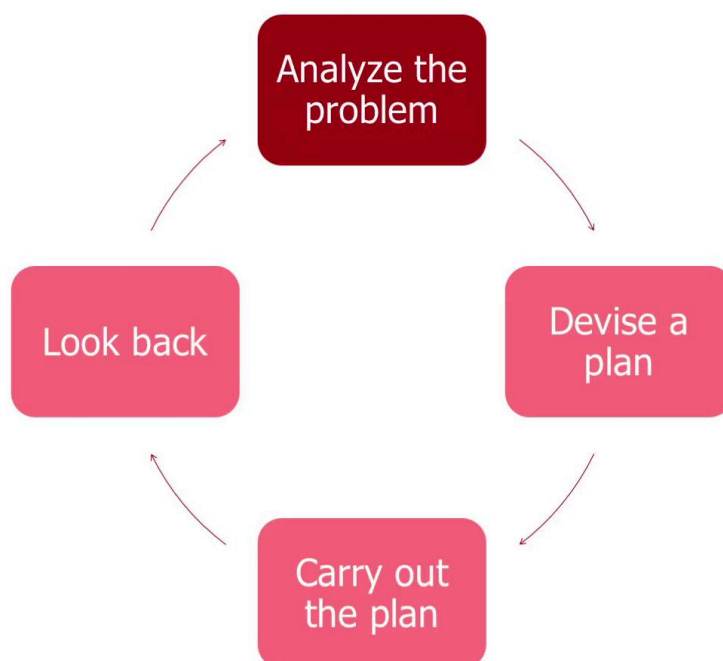 Analyze the
problem
Devise a
plan
Carry out
the plan
Look back